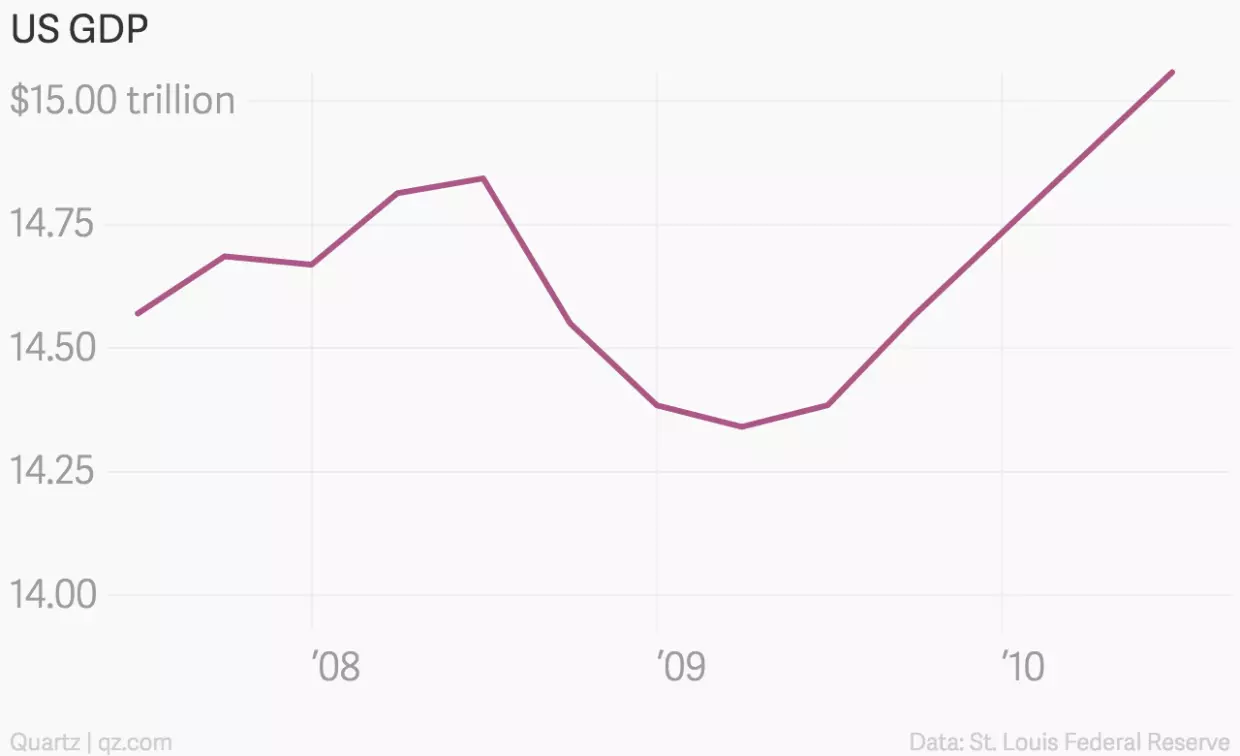 US GDP
$15.00 trillion
14.75
14.50
14.25
14.00
’08 ’09 ’10
Quartz | qz.com Data: St. Louis Federal Reserve